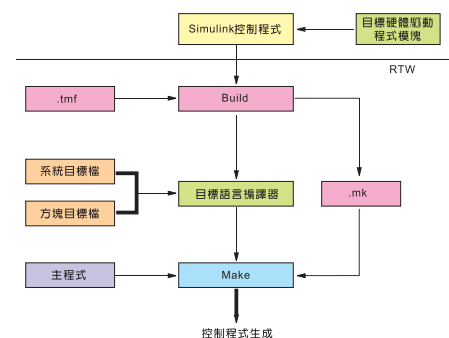 Simulink控制程式
目標硬體驅動
程式模塊
RTW
.tmf
Build
系統目標檔
方塊目標檔
目標語言編譯器
.mk
主程式
Make
控制程式生成